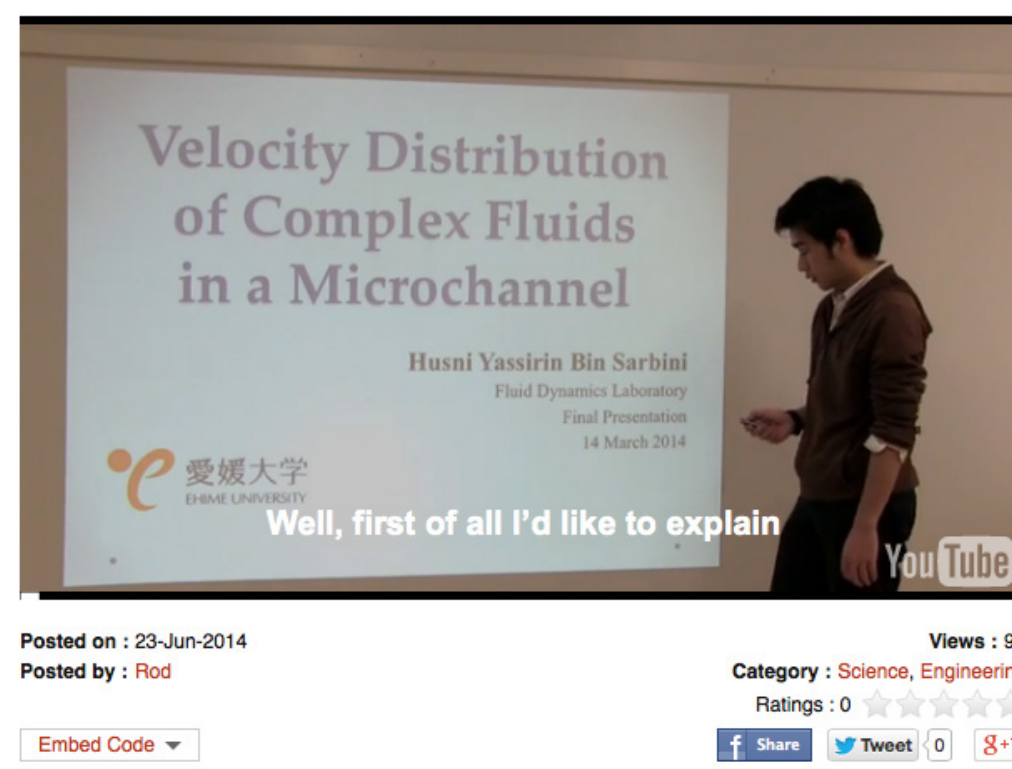 Velocity Distribution
of Complex Fluids
in a Microchannel
Husni Yassirin Bin Sarbini
Fluid Dynamics Laboratory
Final Presentation
14 March 2014
愛媛大学
EHIME UNIVERSITY
Well, first of all I'd like to explain
YouTube
Posted on : 23-Jun-2014
Views : 9
Posted by : Rod
Category : Science, Engineerin
Ratings : 0
Embed Code
f Share
Tweet 0
g+